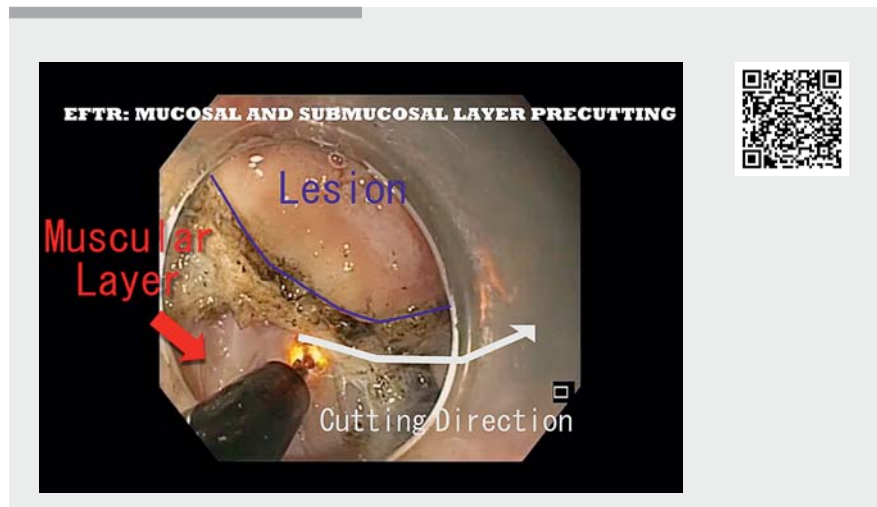 EFTR: MUCOSAL AND SUBMUCOSAL LAYER PRECUTTING
Lesion
Muscular
Layer
Cutting Direction